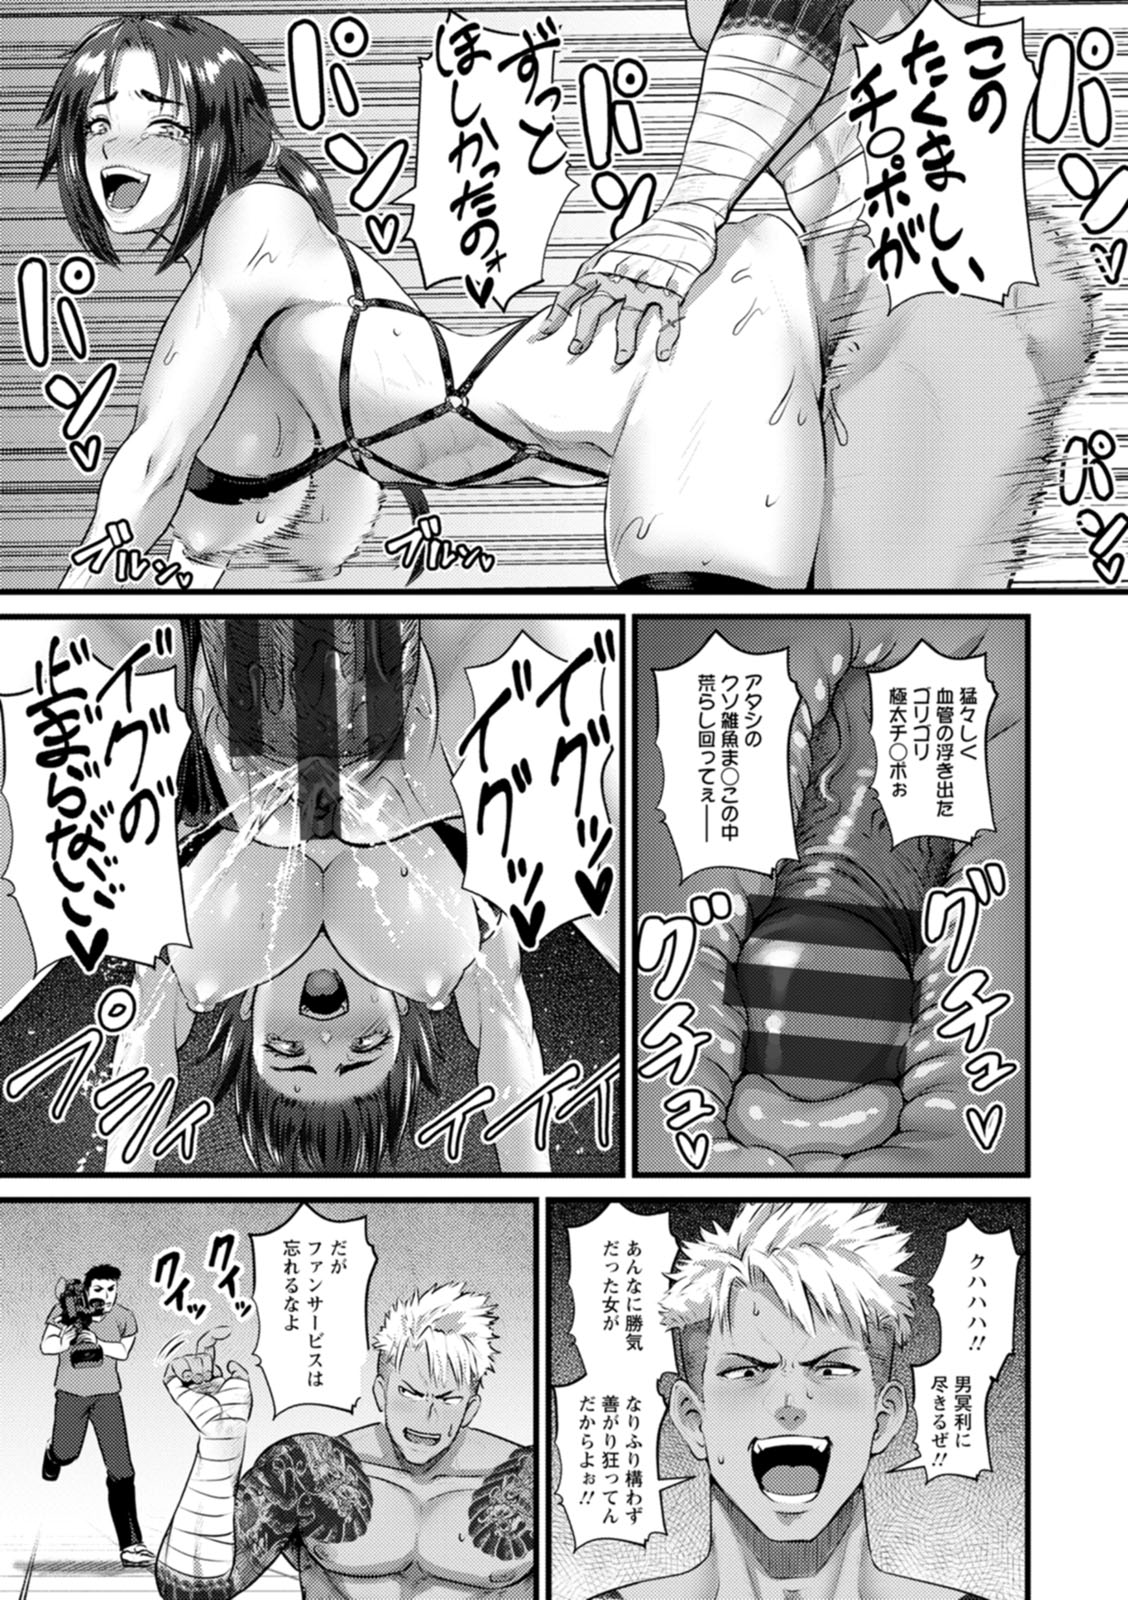 この
たくましい
チ〇ポが
ずっと
ほしかったのォ♥
パンッ♥
パンッ♥
パンッ♥
パンッ♥
パンッ♥
ブルンッ♥
ブルンッ♥
猛々しく
血管の浮き出た
ゴリゴリ
極太チ〇ポぉ
アタシの
クソ雑魚ま〇この中
荒らし回ってぇ――
グチュ♥
グチュ♥
イグッ♥
イグッ♥
イグの
止まらなぃ♥
プシィ
イイイイ
クハハハ!!
男冥利に
尽きるぜ!!
あんなに勝気
だった女が
なりふり構わず
善がり狂ってん
だからよぉ!!
だが
ファンサービスは
忘れるなよ
クイッ
クイッ